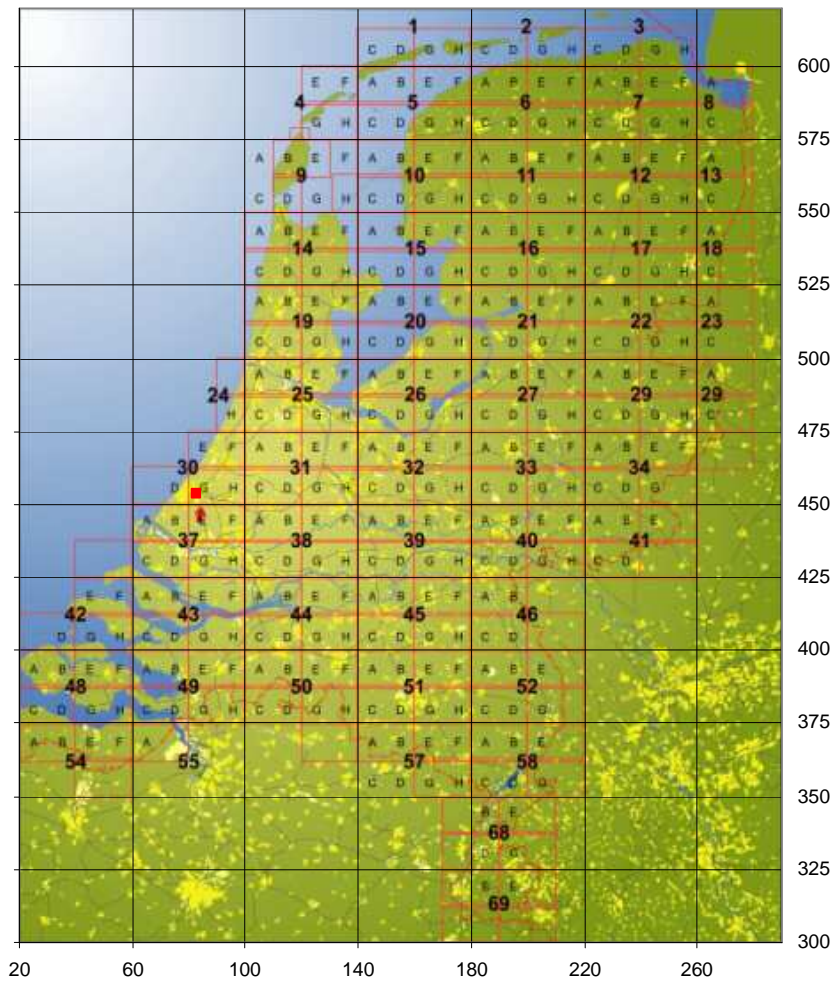 1 2 3
C D G H C D G H C D G H
600
E F A B E F A B E F A B E F A
4 5 6 7 8
G H C D G H C D G H C D G H C
575
A B E F A B E F A B E F A B E F A
9 10 11 12 13
C D G H C D G H C D G H C D G H C
550
A B E F A B E F A B E F A B E F A
14 15 16 17 18
C D G H C D G H C D G H C D G H C
525
A B E F A B E F A B E F A B E F A
19 20 21 22 23
C D G H C D G H C D G H C D G H C
500
A B E F A B E F A B E F A B E F A
24 25 26 27 29 29
H C D G H C D G H C D G H C D G H C
475
E F A B E F A B E F A B E F A B E F
30 31 32 33 34
D G H C D G H C D G H C D G H C D G
450
A B E F A B E F A B E F A B E F A B E
37 38 39 40 41
C D G H C D G H C D G H C D G H C D
425
E F A B E F A B E F A B E F A B
42 43 44 45 46
D G H C D G H C D G H C D G H C D
400
A B E F A B E F A B E F A B E F A B E
48 49 50 51 52
C D G H C D G H C D G H C D G H C D G
375
A B E F A A B E F A B E
54 55 57 58
C D G H C G
350
B E
68
D G
325
E E
69
300
20 60 100 140 180 220 260